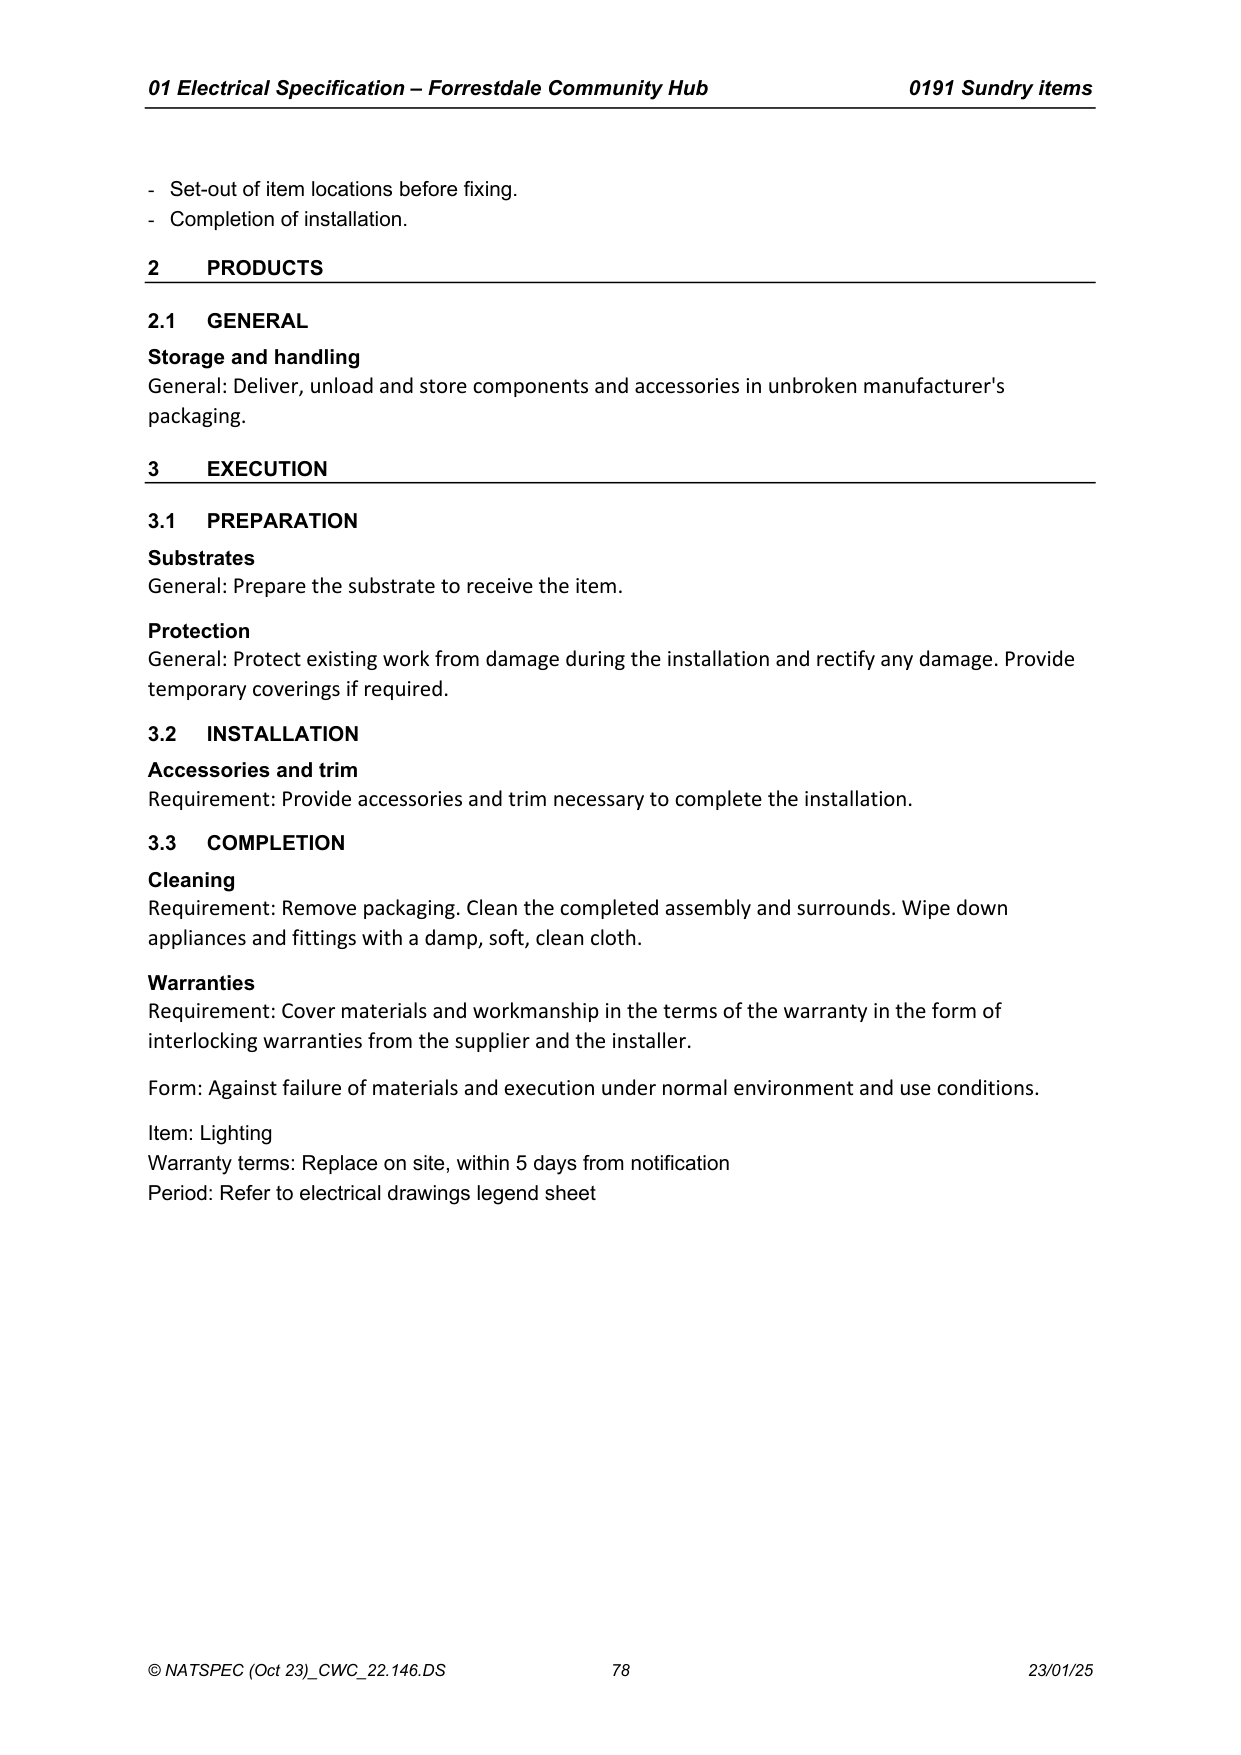 01 Electrical Specification – Forrestdale Community Hub 0191 Sundry items
- Set-out of item locations before fixing.
- Completion of installation.
2 PRODUCTS
2.1 GENERAL
Storage and handling
General: Deliver, unload and store components and accessories in unbroken manufacturer's
packaging.
3 EXECUTION
3.1 PREPARATION
Substrates
General: Prepare the substrate to receive the item.
Protection
General: Protect existing work from damage during the installation and rectify any damage. Provide
temporary coverings if required.
3.2 INSTALLATION
Accessories and trim
Requirement: Provide accessories and trim necessary to complete the installation.
3.3 COMPLETION
Cleaning
Requirement: Remove packaging. Clean the completed assembly and surrounds. Wipe down
appliances and fittings with a damp, soft, clean cloth.
Warranties
Requirement: Cover materials and workmanship in the terms of the warranty in the form of
interlocking warranties from the supplier and the installer.
Form: Against failure of materials and execution under normal environment and use conditions.
Item: Lighting
Warranty terms: Replace on site, within 5 days from notification
Period: Refer to electrical drawings legend sheet
© NATSPEC (Oct 23)_CWC_22.146.DS 78 23/01/25